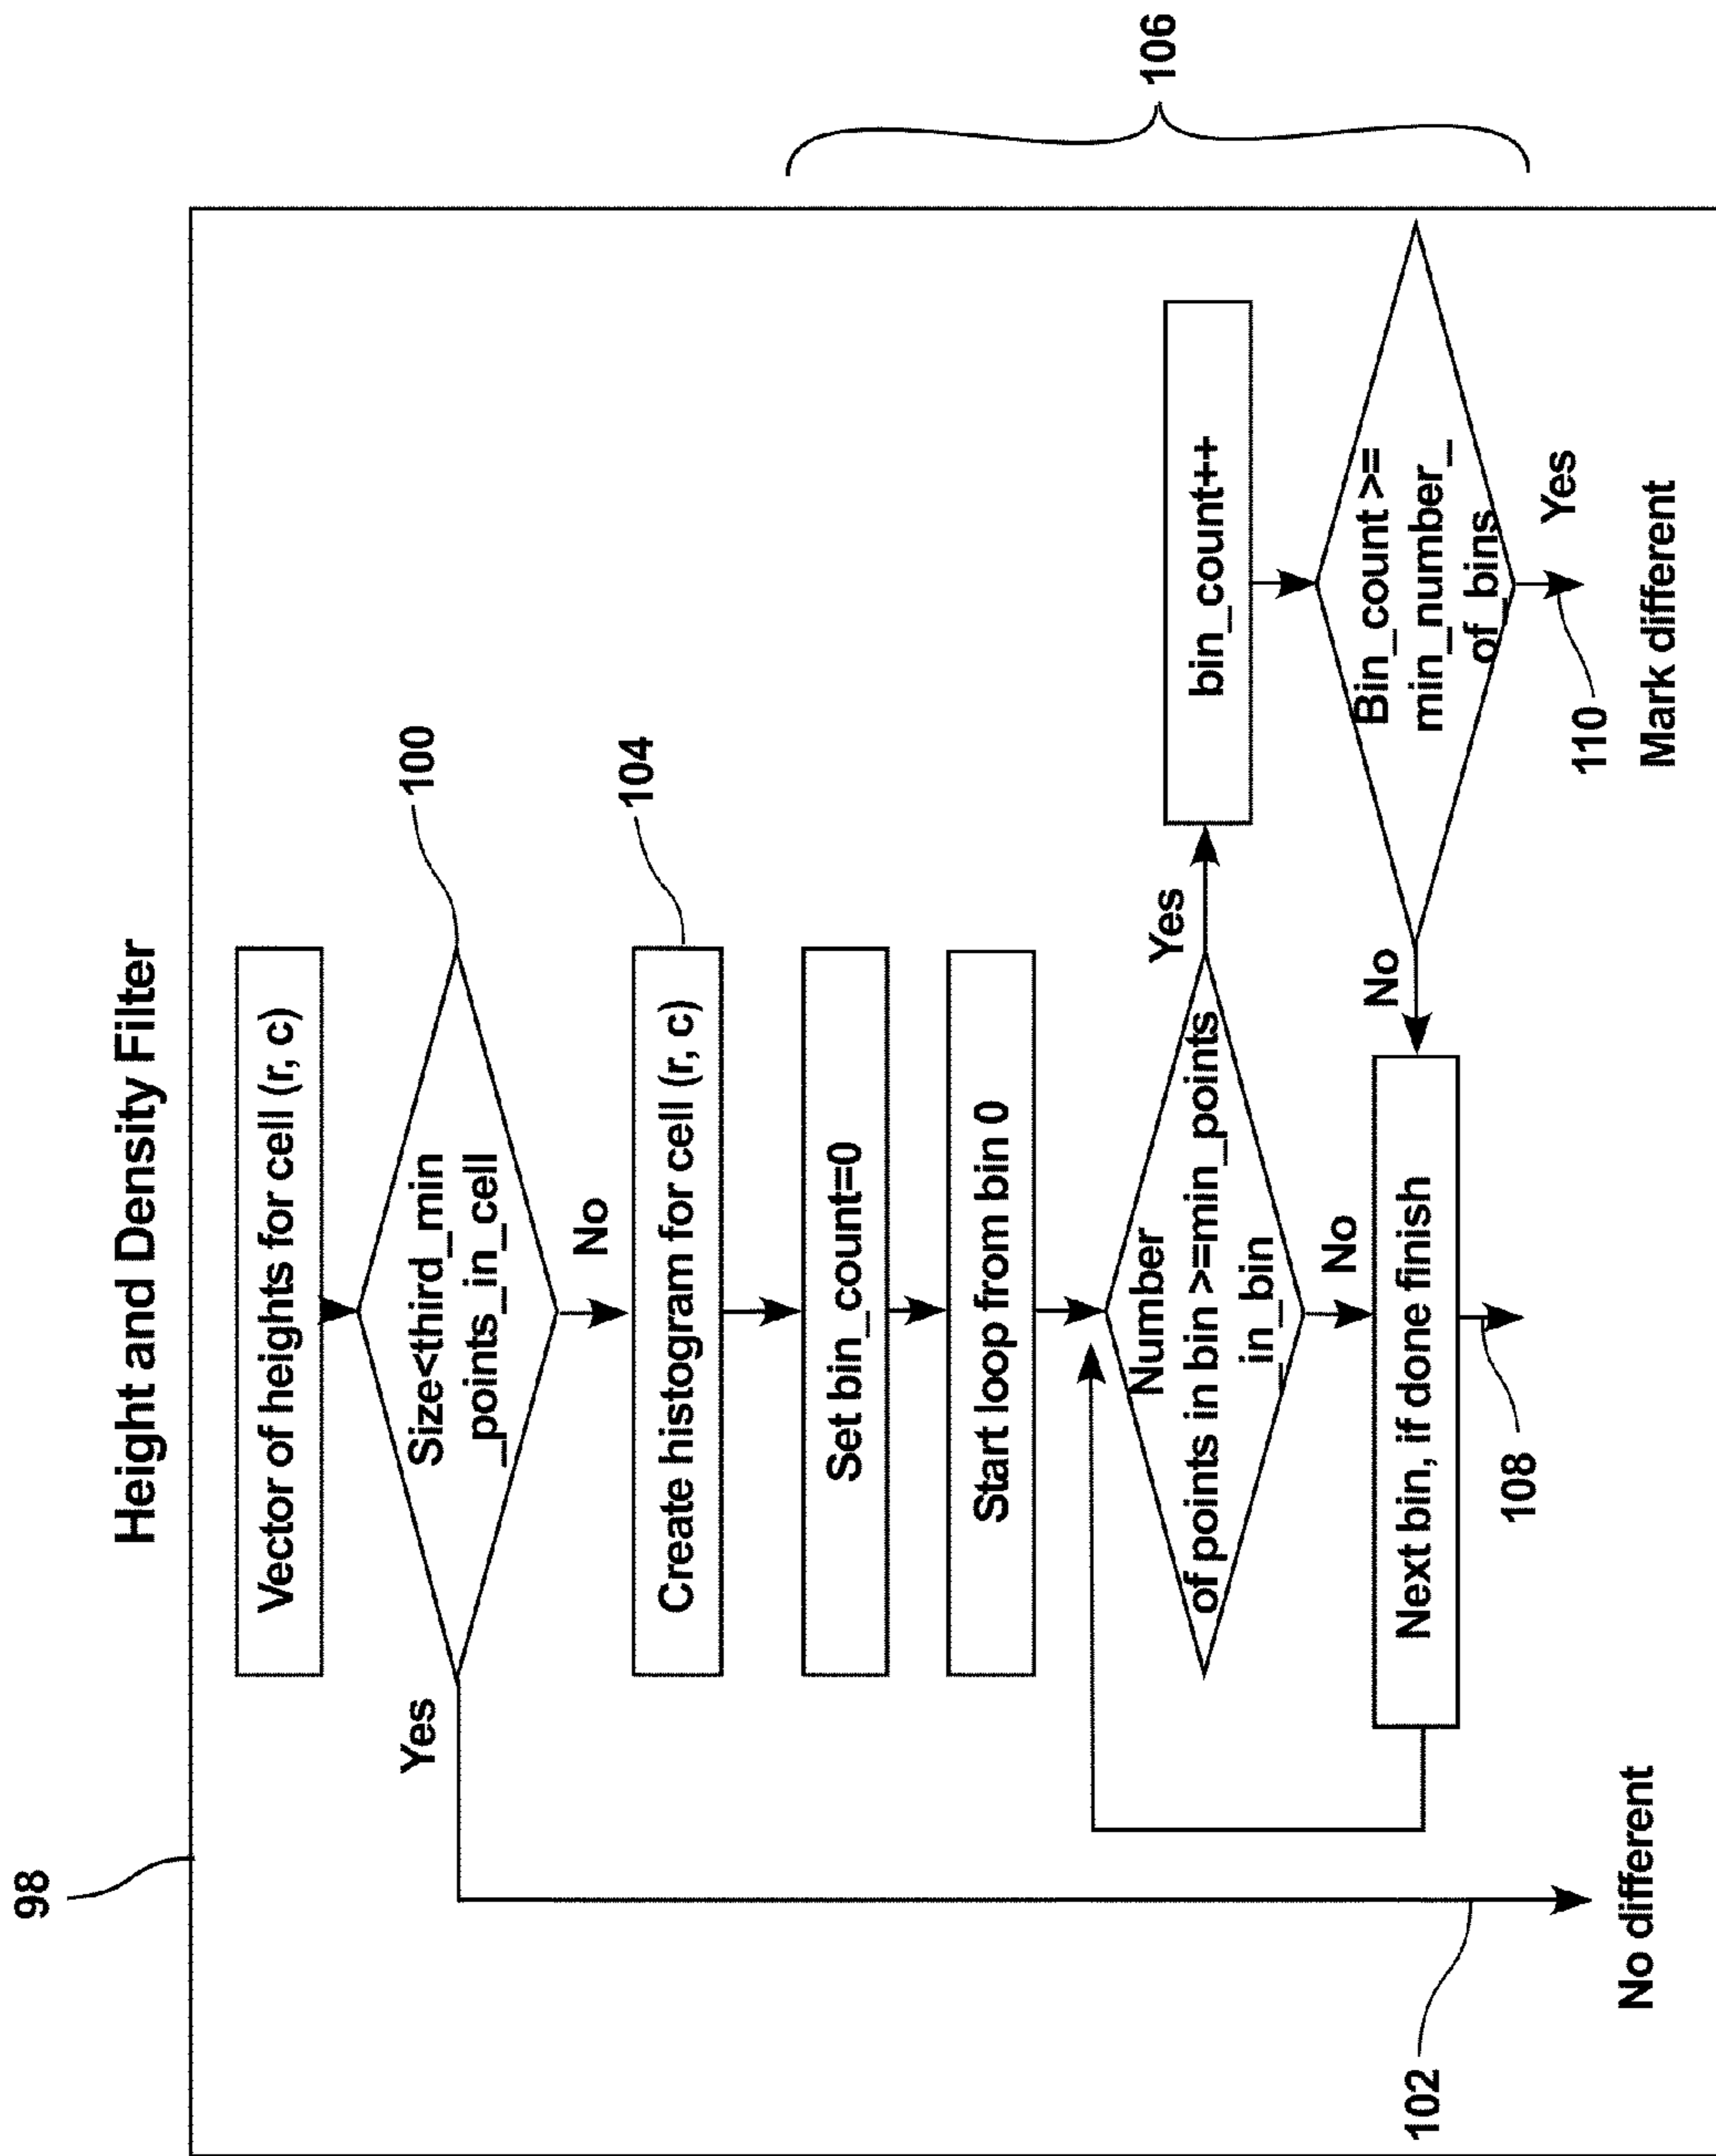 Height and Density Filter
98
Vector of heights for cell (r, c)
100
Size<third_min
_points_in_cell
Yes
No
104
Create histogram for cell (r, c)
Set bin_count=0
106
Start loop from bin 0
Number
of points in bin >=min_points
in_bin
Yes
bin_count++
No
Bin_count >=
min_number_
of_bins
No
Yes
Next bin, if done finish
102
108
110
No different
Mark different